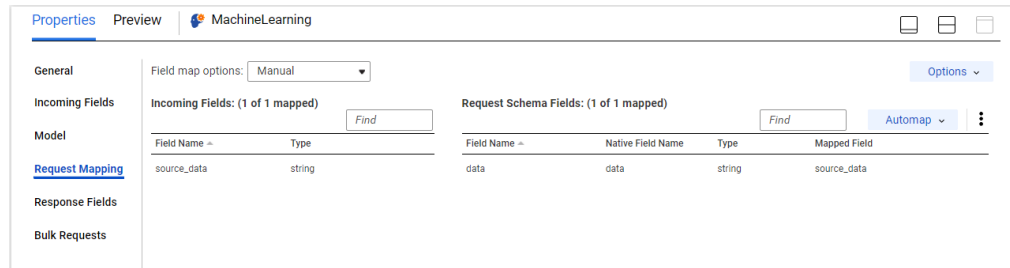 Properties Preview MachineLearning
General
Incoming Fields
Model
Request Mapping
Response Fields
Bulk Requests
Field map options: Manual
Options
Incoming Fields: (1 of 1 mapped)
Find
Field Name Type
source_data string
Request Schema Fields: (1 of 1 mapped)
Find
Automap
Field Name Native Field Name Type Mapped Field
data data string source_data